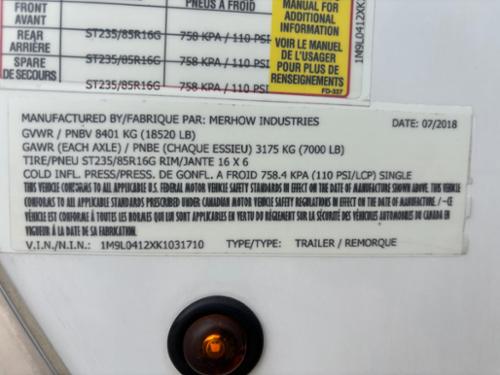 FRONT
AVANT
PNEUS À FROID
MANUAL FOR
ADDITIONAL
INFORMATION
REAR
ARRIÈRE
ST235/85R16G
758 KPA / 110 PSI
VOIR LE MANUEL
DE L'USAGER
POUR PLUS DE
RENSEIGNEMENTS
SPARE
DE SECOURS
ST235/85R16G
758 KPA / 110 PSI
FD-337
1M9L0412XK1
MANUFACTURED BY/FABRIQUE PAR: MERHOW INDUSTRIES
DATE: 07/2018
GVWR / PNBV 8401 KG (18520 LB)
GAWR (EACH AXLE) / PNBE (CHAQUE ESSIEU) 3175 KG (7000 LB)
TIRE/PNEU ST235/85R16G RIM/JANTE 16 X 6
COLD INFL. PRESS/PRESS. DE GONFL. A FROID 758.4 KPA (110 PSI/LCP) SINGLE
THIS VEHICLE CONFORMS TO ALL APPLICABLE U.S. FEDERAL MOTOR VEHICLE SAFETY STANDARDS IN EFFECT ON THE DATE OF MANUFACTURE SHOWN ABOVE. THIS VEHICLE
CONFORMS TO ALL APPLICABLE STANDARDS PRESCRIBED UNDER CANADIAN MOTOR VEHICLE SAFETY REGULATIONS IN EFFECT ON THE DATE OF MANUFACTURE. / –CE
VÉHICULE EST CONFORME À TOUTES LES NORMES QUI LUI SONT APPLICABLES EN VERTU DU RÉGLEMENT SUR LA SÉCURITÉ DES VÉHICULES AUTOMOBILES DU CANADA EN
VIGUEUR À LA DATE DE SA FABRICATION.
V.I.N./N.I.N.: 1M9L0412XK1031710
TYPE/TYPE: TRAILER / REMORQUE